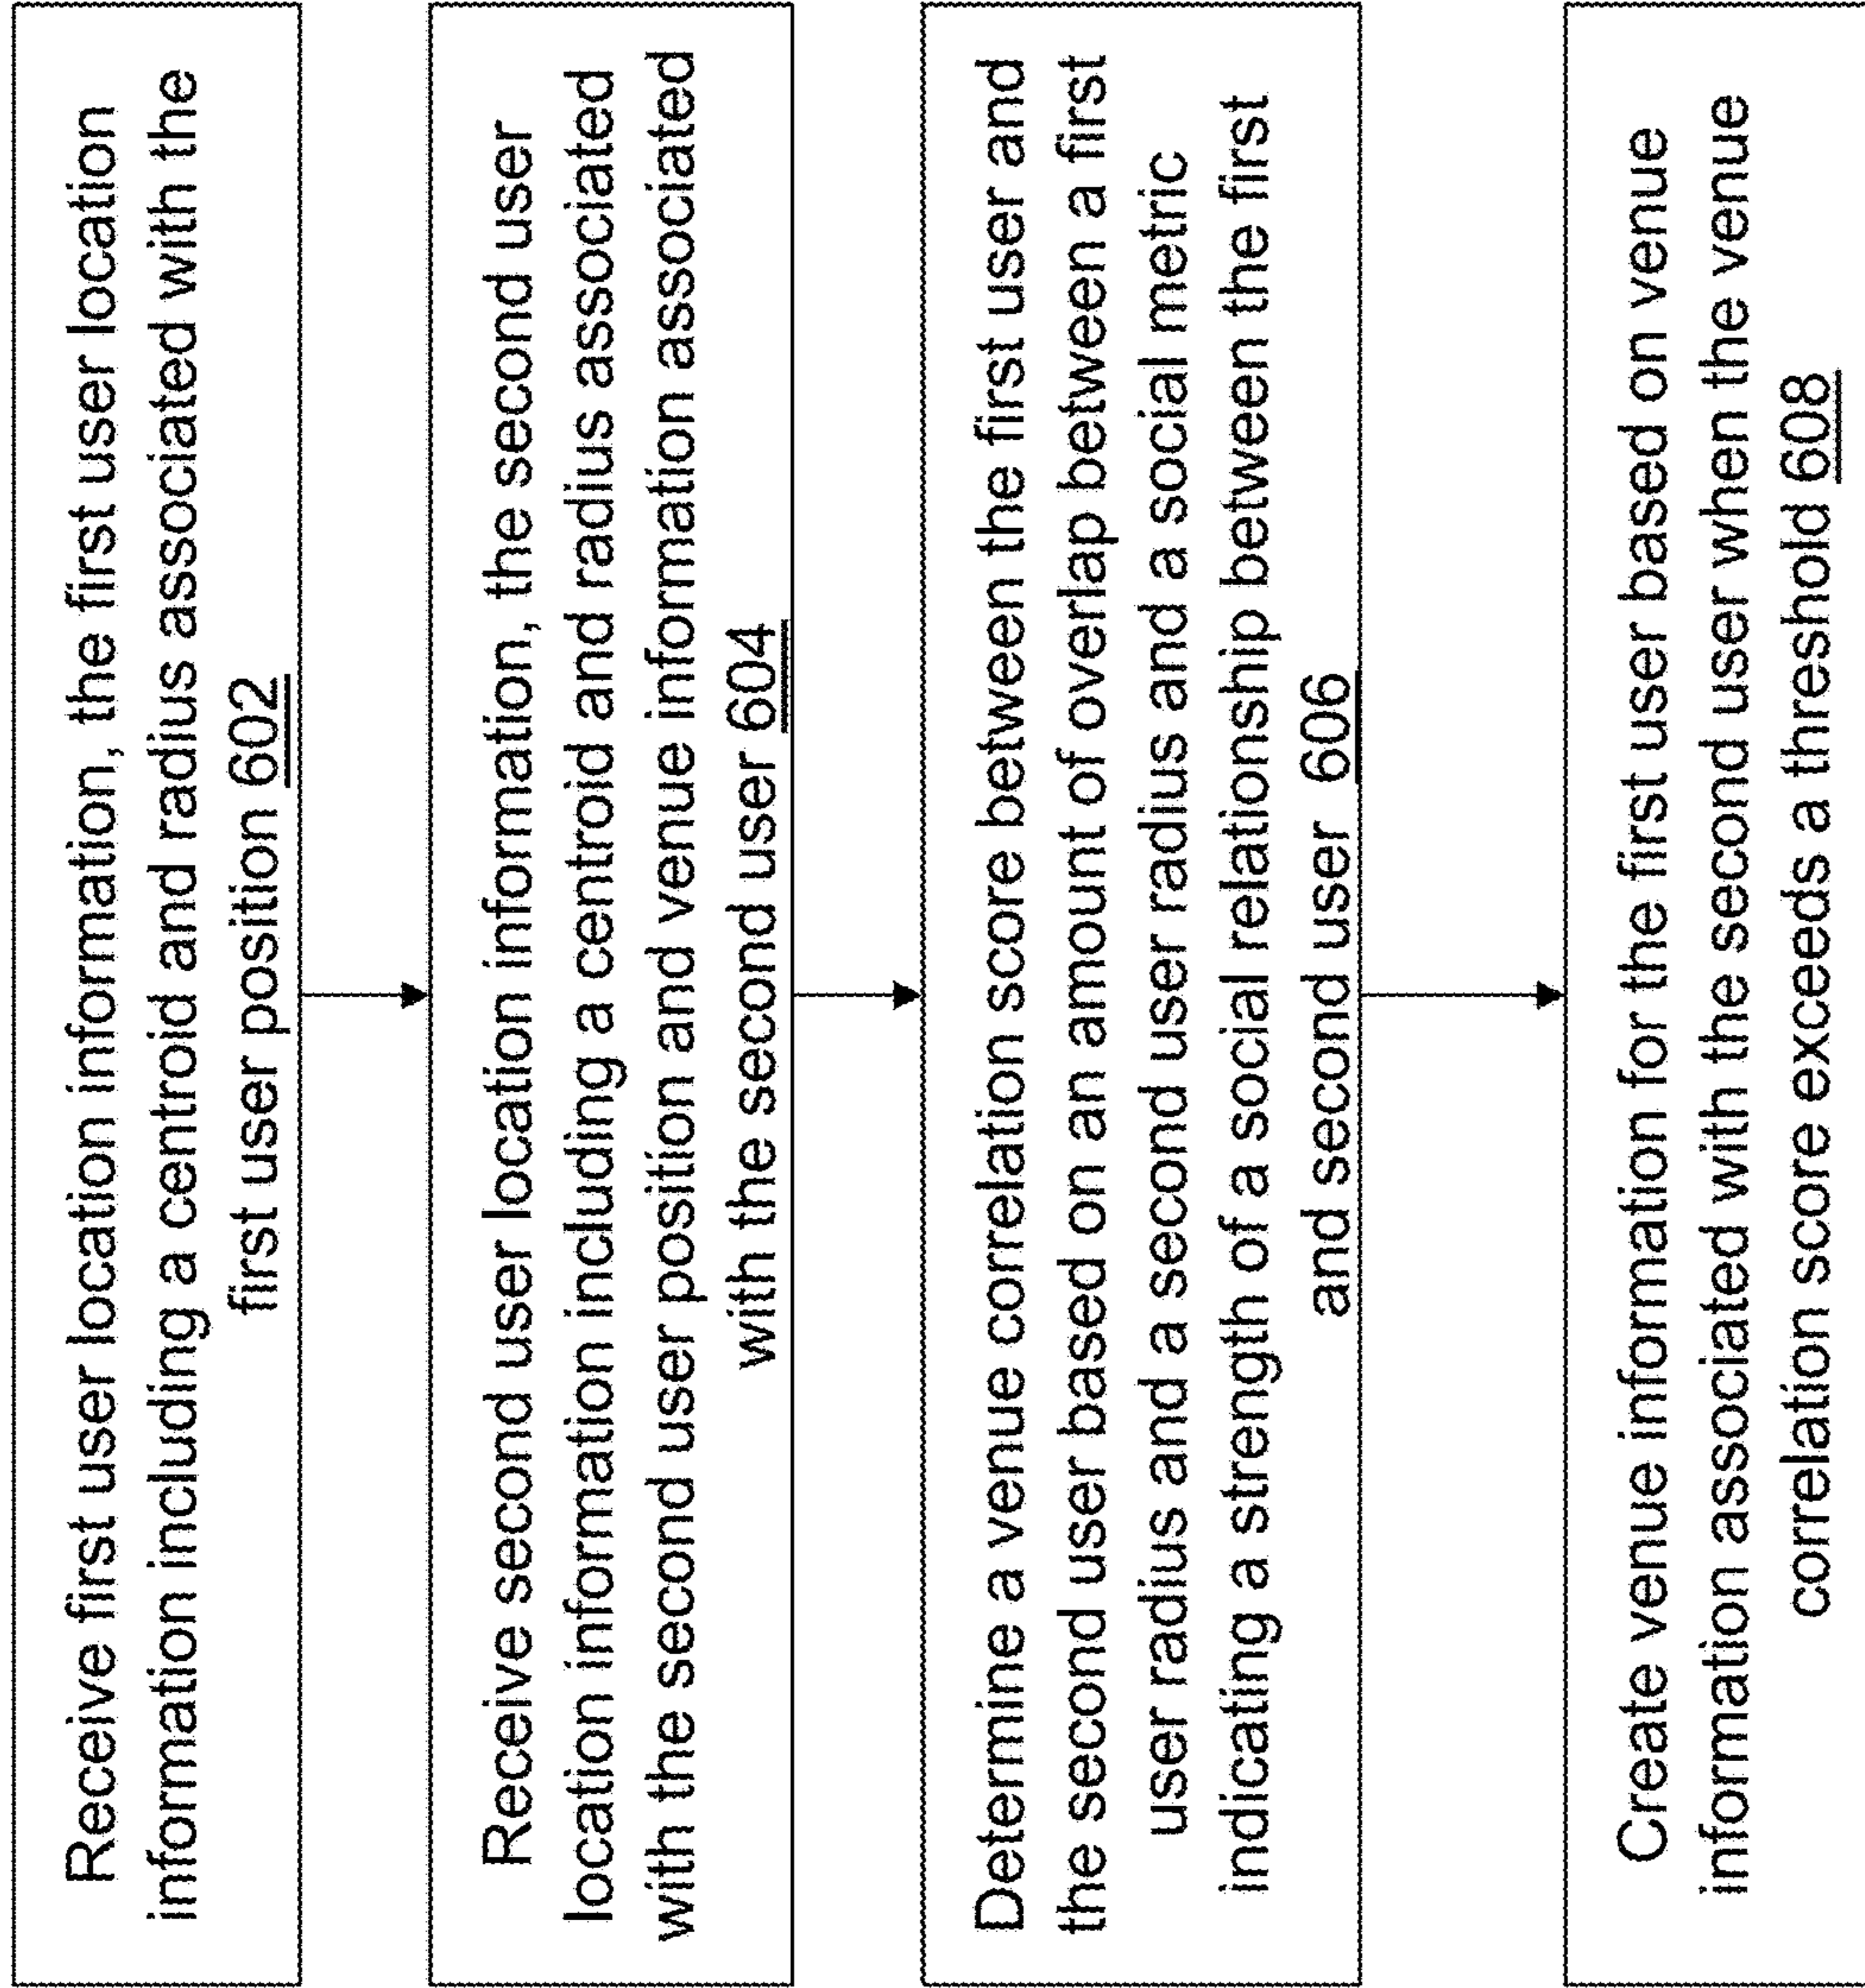 Receive first user location information, the first user location
information including a centroid and radius associated with the
first user position 602
Receive second user location information, the second user
location information including a centroid and radius associated
with the second user position and venue information associated
with the second user 604
Determine a venue correlation score between the first user and
the second user based on an amount of overlap between a first
user radius and a second user radius and a social metric
indicating a strength of a social relationship between the first
and second user 606
Create venue information for the first user based on venue
information associated with the second user when the venue
correlation score exceeds a threshold 608